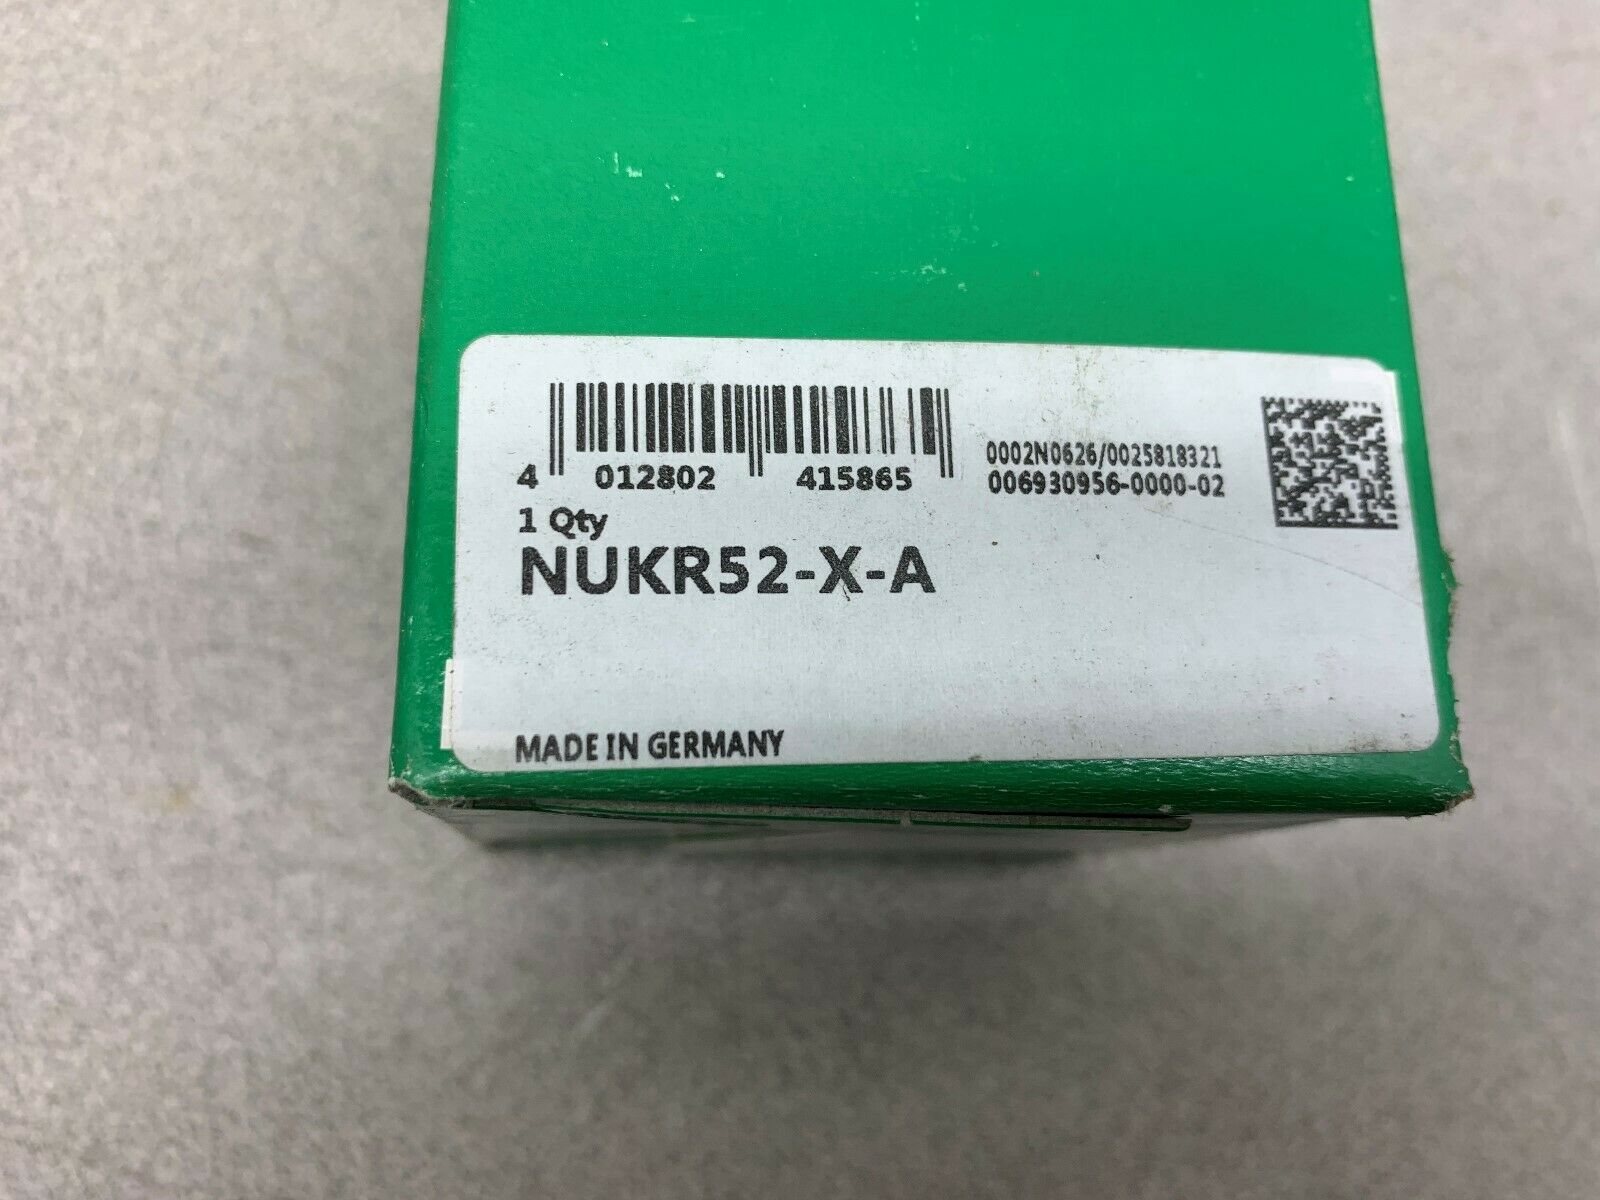 4 012802 415865
0002N0626/0025818321
006930956-0000-02
1 Qty
NUKR52-X-A
MADE IN GERMANY